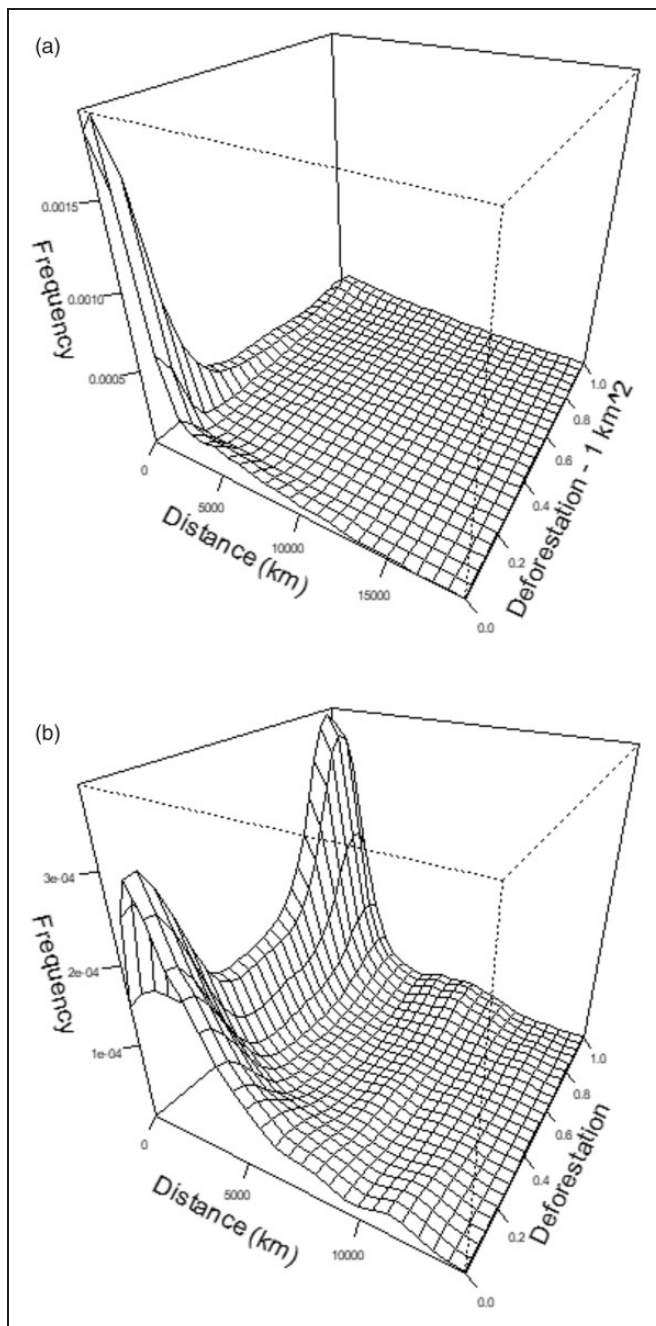 (a)
0.0015
0.0010
0.0005
Frequency
0
5000
10000
15000
Distance (km)
0.0
0.2
0.4
0.6
0.8
1.0
Deforestation - 1 km^2
(b)
3e-04
2e-04
1e-04
Frequency
0
5000
10000
Distance (km)
0.0
0.2
0.4
0.6
0.8
1.0
Deforestation